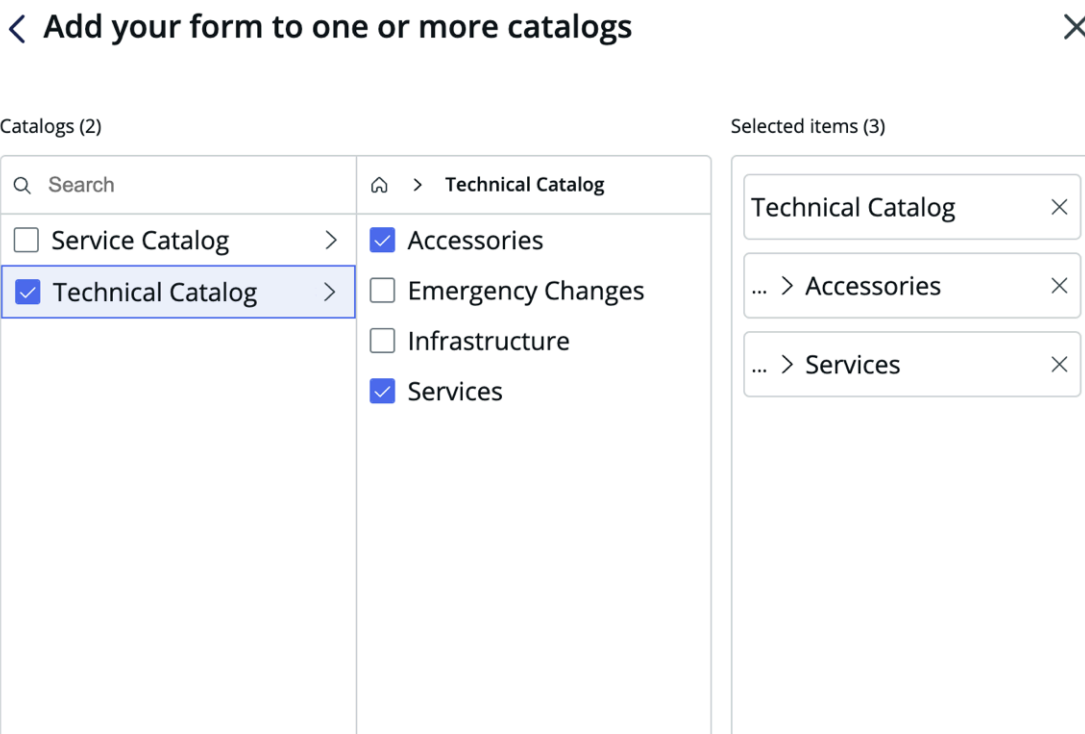 Add your form to one or more catalogs
Catalogs (2)
Selected items (3)
Search
Technical Catalog
Service Catalog
Technical Catalog
Accessories
Emergency Changes
Infrastructure
Services
Technical Catalog
... > Accessories
... > Services